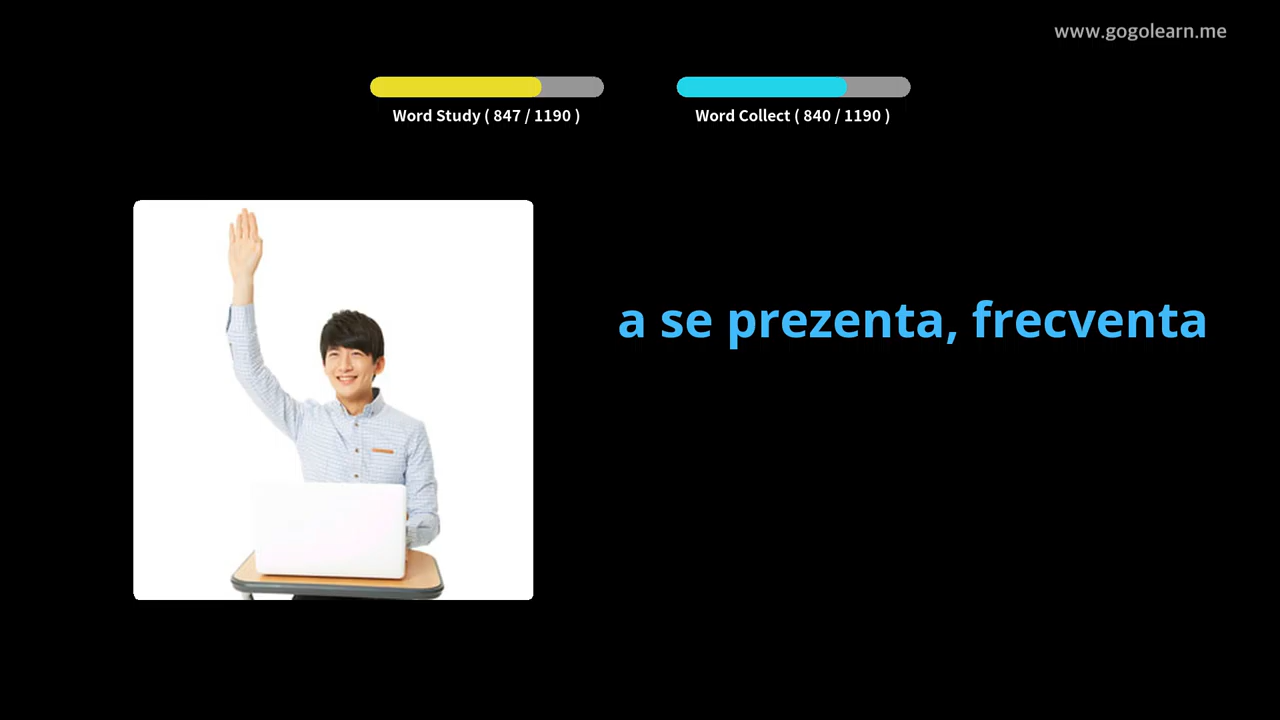 www.gogolearn.me
Word Study ( 847 / 1190 )
Word Collect ( 840 / 1190 )
a se prezenta, frecventa